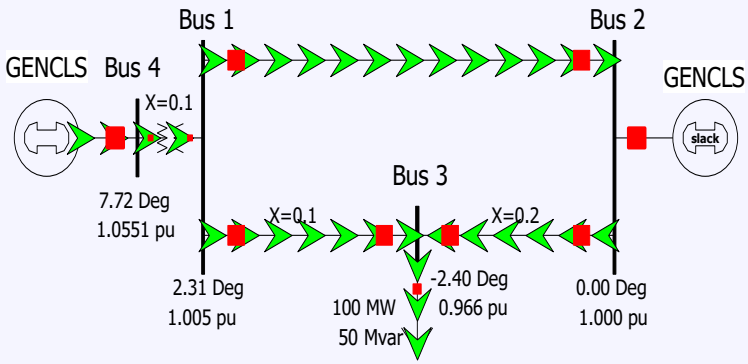 Bus 1
Bus 2
GENCLS
Bus 4
GENCLS
X=0.1
slack
7.72 Deg
1.0551 pu
Bus 3
X=0.1
X=0.2
2.31 Deg
1.005 pu
-2.40 Deg
0.966 pu
100 MW
50 Mvar
0.00 Deg
1.000 pu